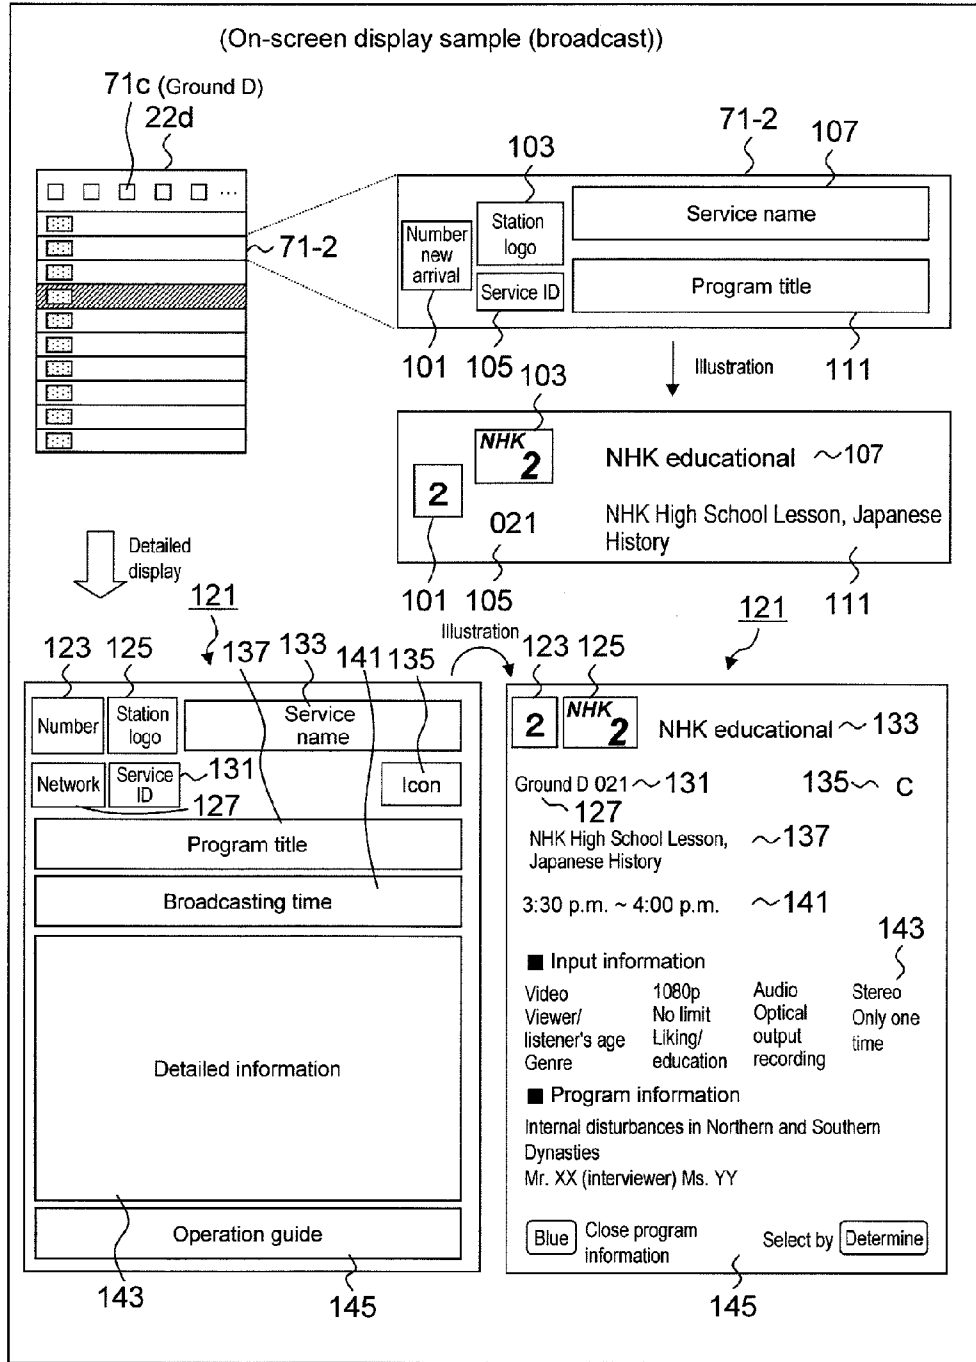 (On-screen display sample (broadcast))
71c (Ground D)
22d
...
71-2
103
71-2
107
Number
new
arrival
Station
logo
Service ID
Service name
Program title
101
105
103
Illustration
111
NHK
2
2
021
NHK educational
107
NHK High School Lesson, Japanese
History
101
105
111
Detailed
display
121
Illustration
121
123
125
137
133
141
135
123
125
Number
Station
logo
Service
name
Network
Service
ID
131
127
Icon
Program title
Broadcasting time
Detailed information
Operation guide
143
145
2
NHK
2
NHK educational
133
Ground D 021
131
135
C
127
NHK High School Lesson,
Japanese History
137
3:30 p.m. ~ 4:00 p.m.
141
143
■ Input information
Video
Viewer/
listener's age
Genre
1080p
No limit
Liking/
education
Audio
Optical
output
recording
Stereo
Only one
time
■ Program information
Internal disturbances in Northern and Southern
Dynasties
Mr. XX (interviewer) Ms. YY
Blue
Close program
information
Select by
Determine
145